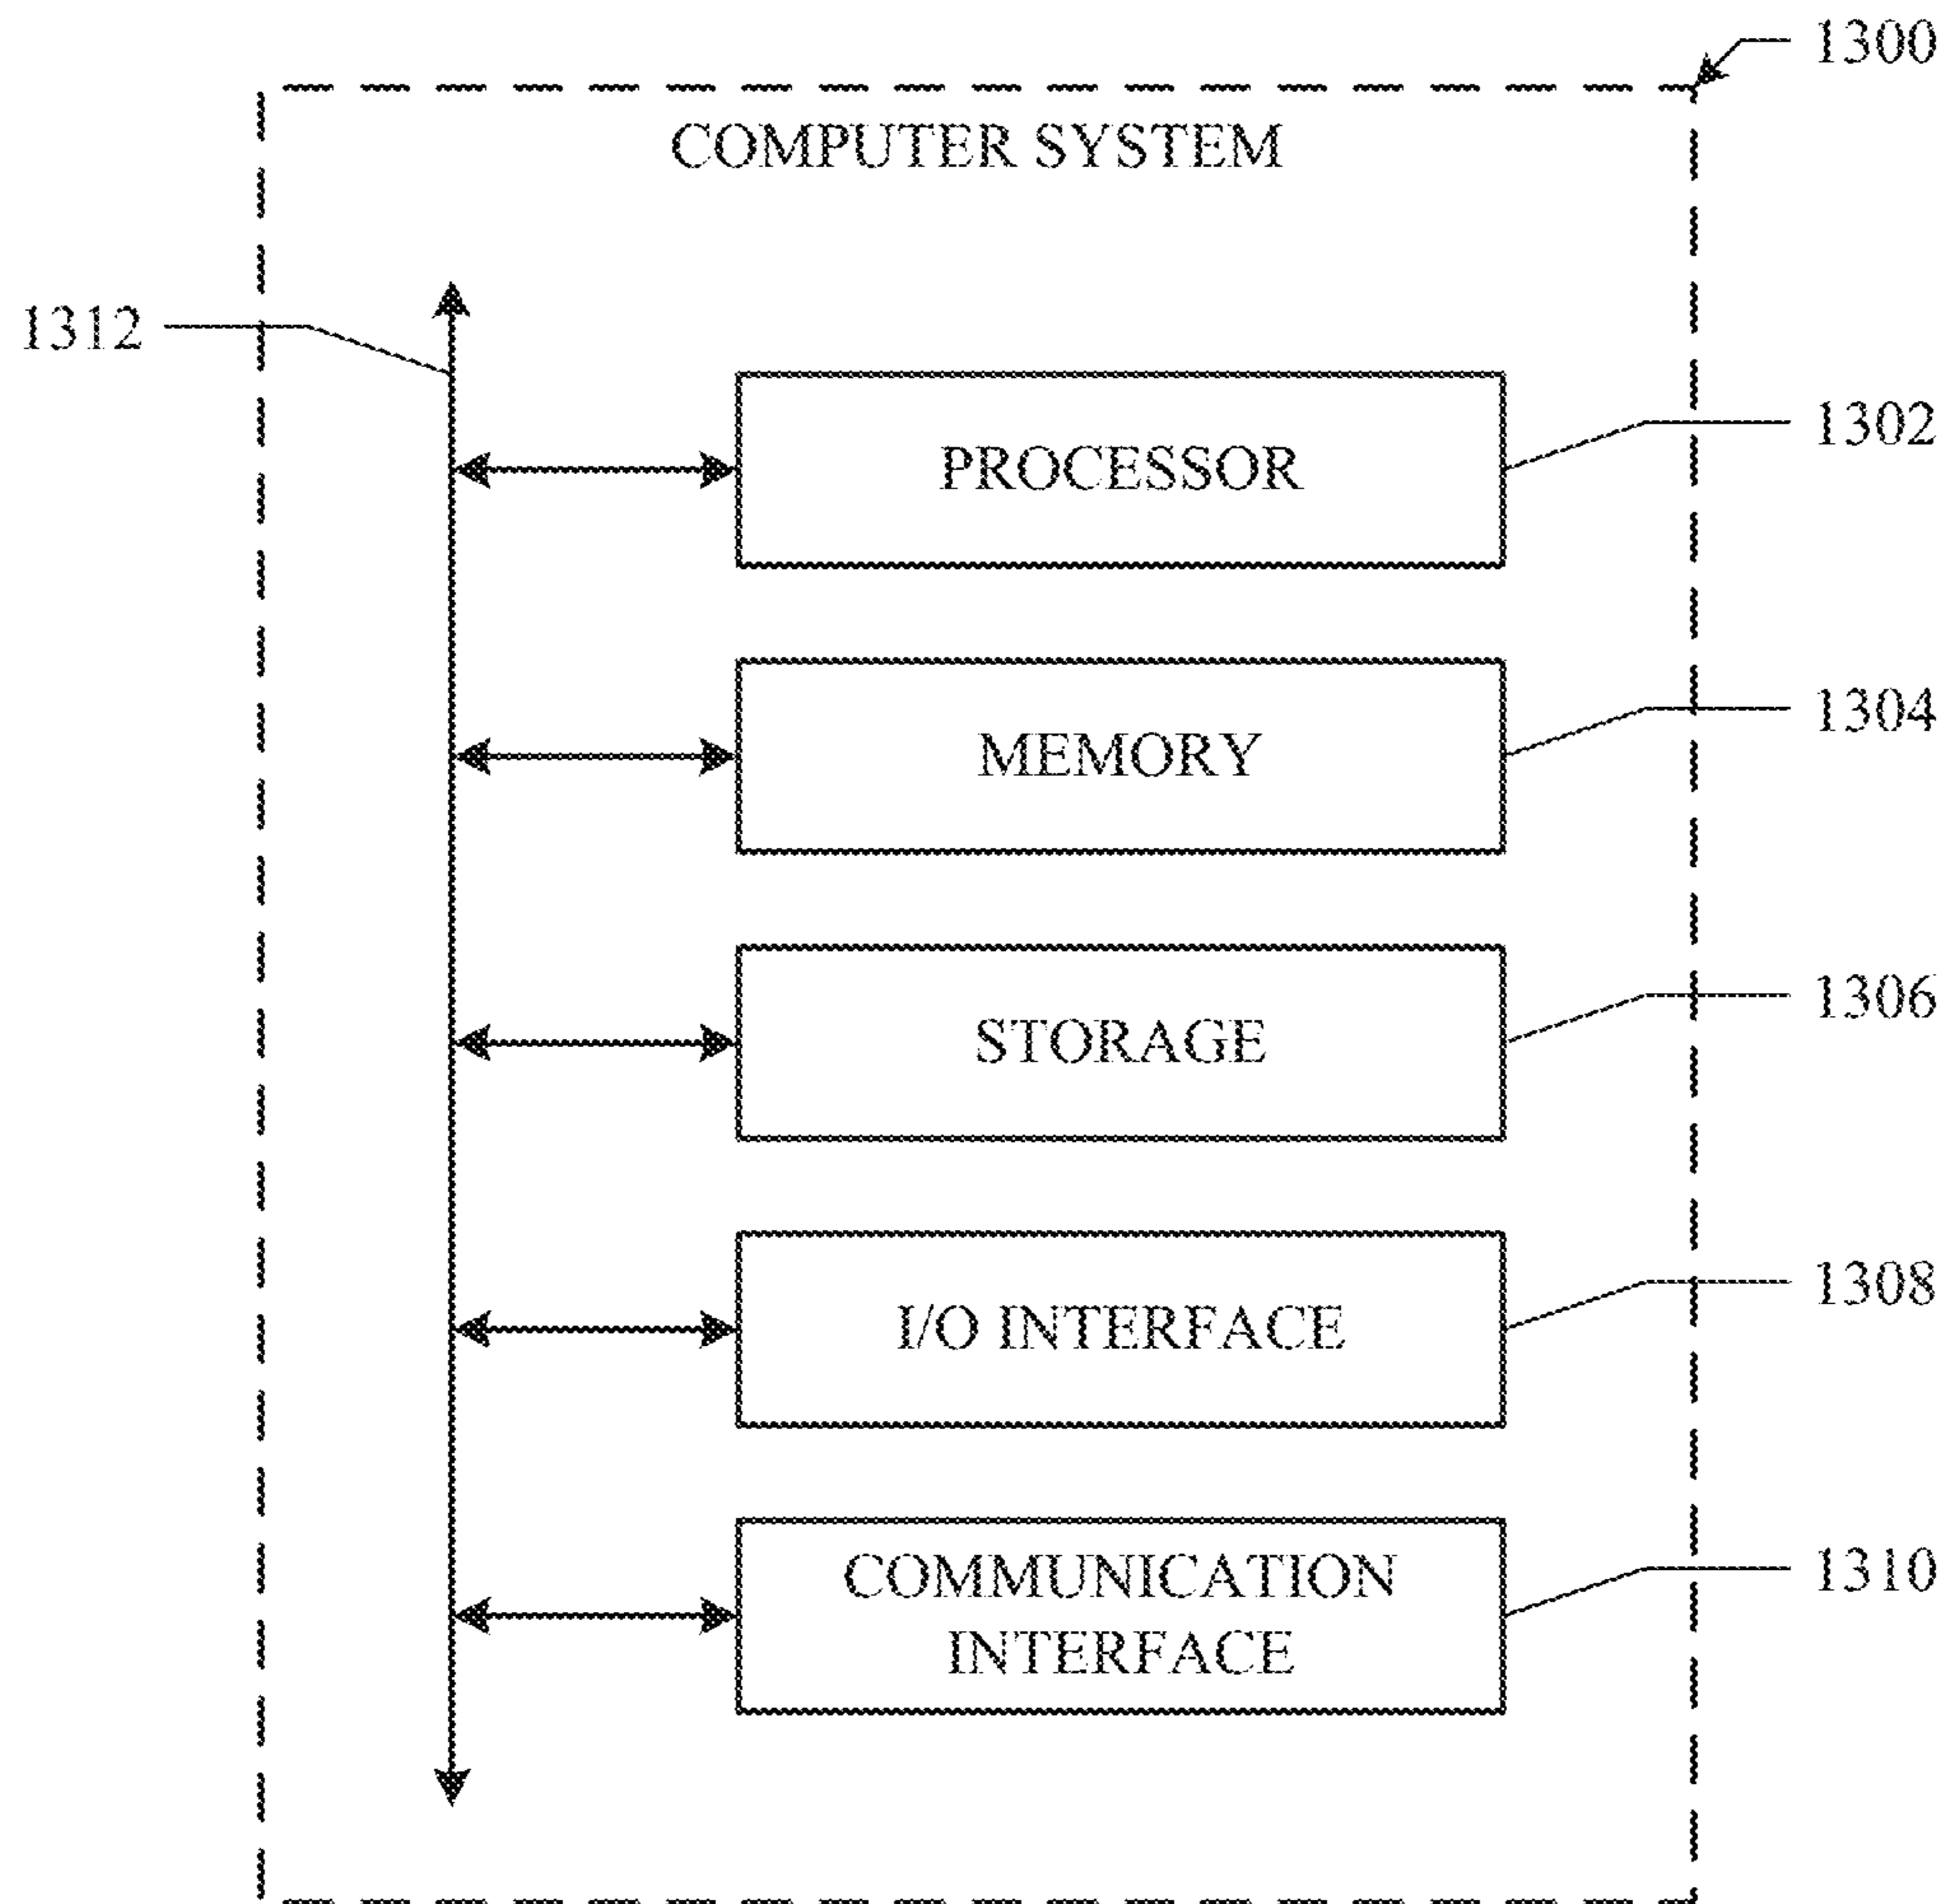 1300
COMPUTER SYSTEM
1312
PROCESSOR
1302
MEMORY
1304
STORAGE
1306
I/O INTERFACE
1308
COMMUNICATION
INTERFACE
1310